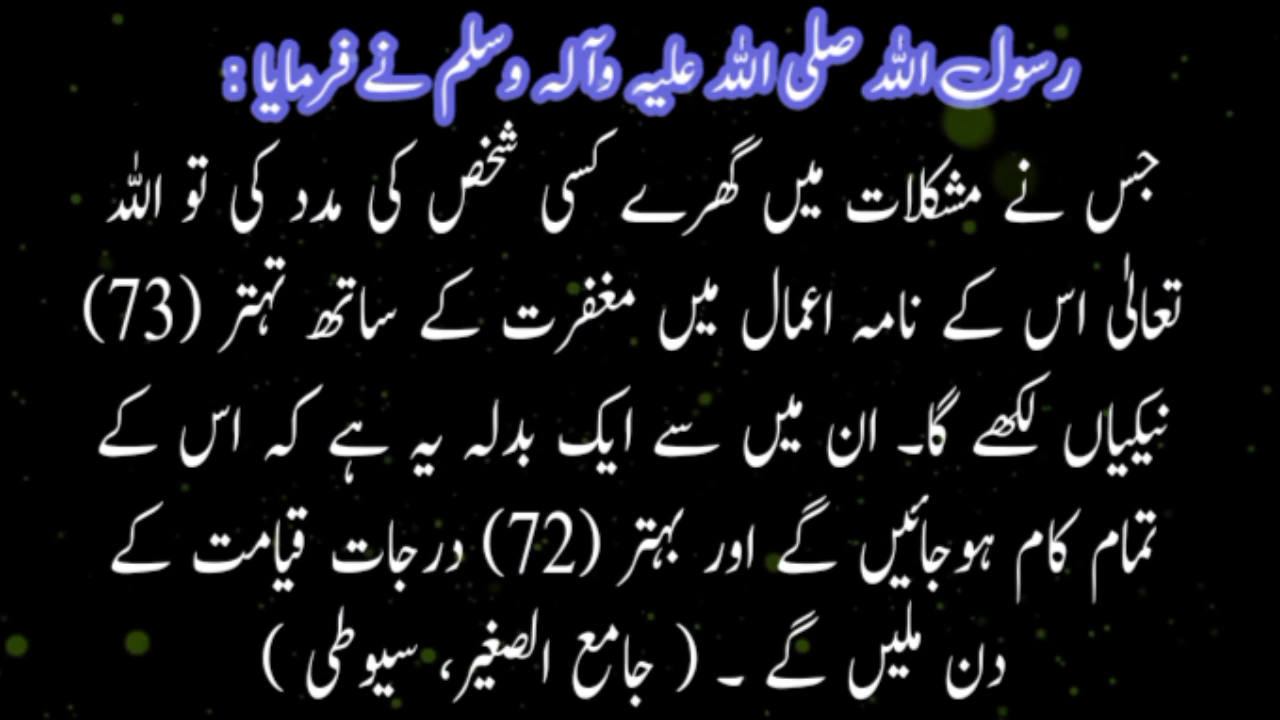 رسول اللہ صلی اللہ علیہ وآلہ وسلم نے فرمایا :
جس نے مشکلات میں گھرے کسی شخص کی مدد کی تو اللہ
تعالٰی اس کے نامہ اعمال میں مغفرت کے ساتھ تہتر (73)
نیکیاں لکھے گا۔ ان میں سے ایک بدلہ یہ ہے کہ اس کے
تمام کام ہوجائیں گے اور بہتر (72) درجات قیامت کے
دن ملیں گے ۔ ( جامع الصغیر، سیوطی )